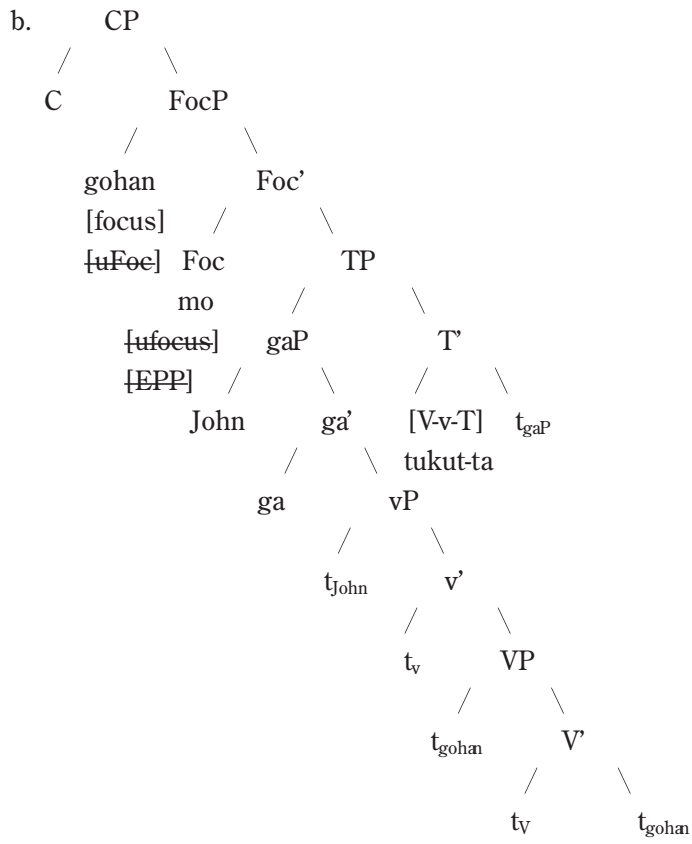 b. CP
C FocP
gohan Foc’
[focus]
[uFoc] Foc TP
mo
[ufocus] gaP T’
[EPP]
John ga’ [V-v-T] tgaP
tukut-ta
ga vP
tJohn v’
tv VP
tgohan V’
tV tgohan